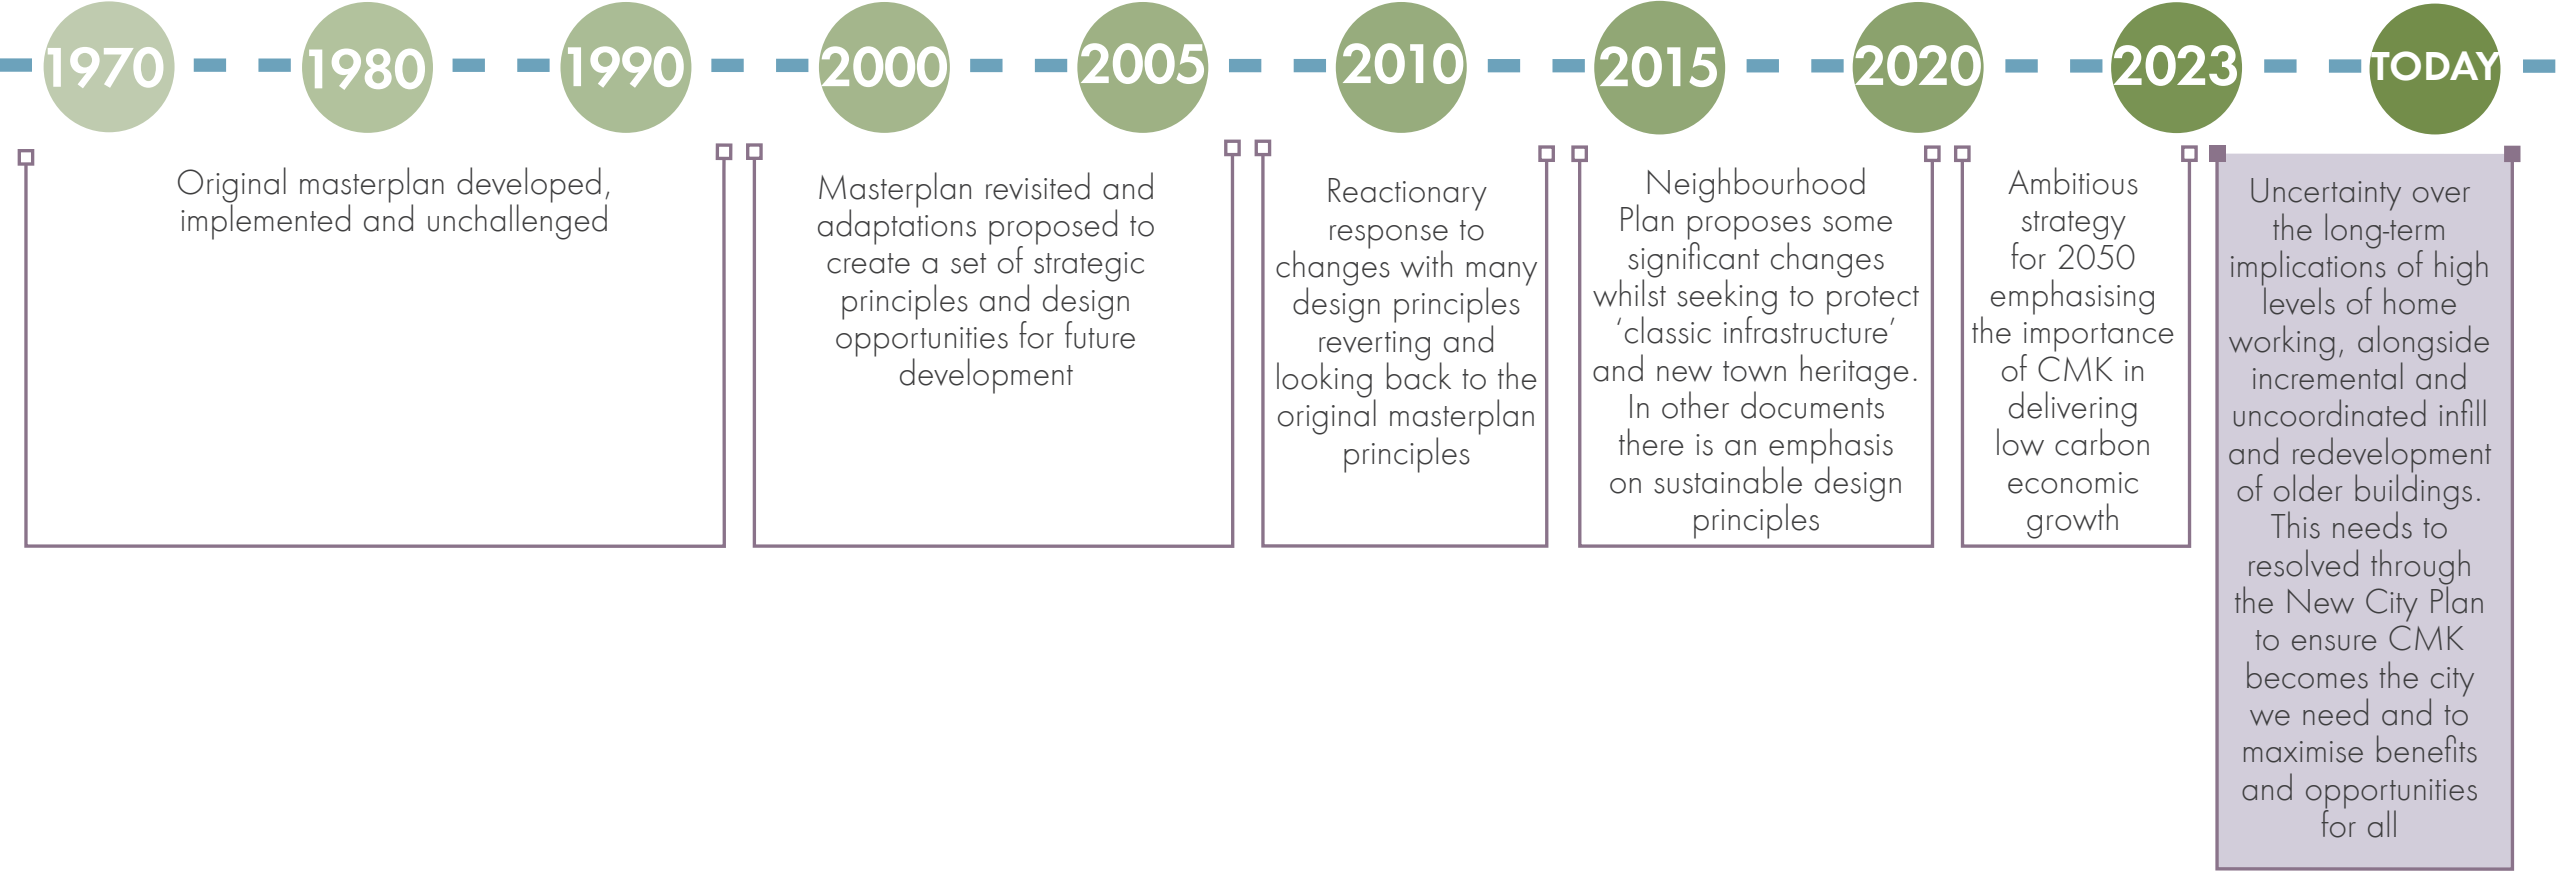 1970
1980
1990
2000
2005
2010
2015
2020
2023
TODAY
Original masterplan developed,
implemented and unchallenged
Masterplan revisited and
adaptations proposed to
create a set of strategic
principles and design
opportunities for future
development
Reactionary
response to
changes with many
design principles
reverting and
looking back to the
original masterplan
principles
Neighbourhood
Plan proposes some
significant changes
whilst seeking to protect
‘classic infrastructure’
and new town heritage.
In other documents
there is an emphasis
on sustainable design
principles
Ambitious
strategy
for 2050
emphasising
the importance
of CMK in
delivering
low carbon
economic
growth
Uncertainty over
the long-term
implications of high
levels of home
working, alongside
incremental and
uncoordinated infill
and redevelopment
of older buildings.
This needs to
resolved through
the New City Plan
to ensure CMK
becomes the city
we need and to
maximise benefits
and opportunities
for all